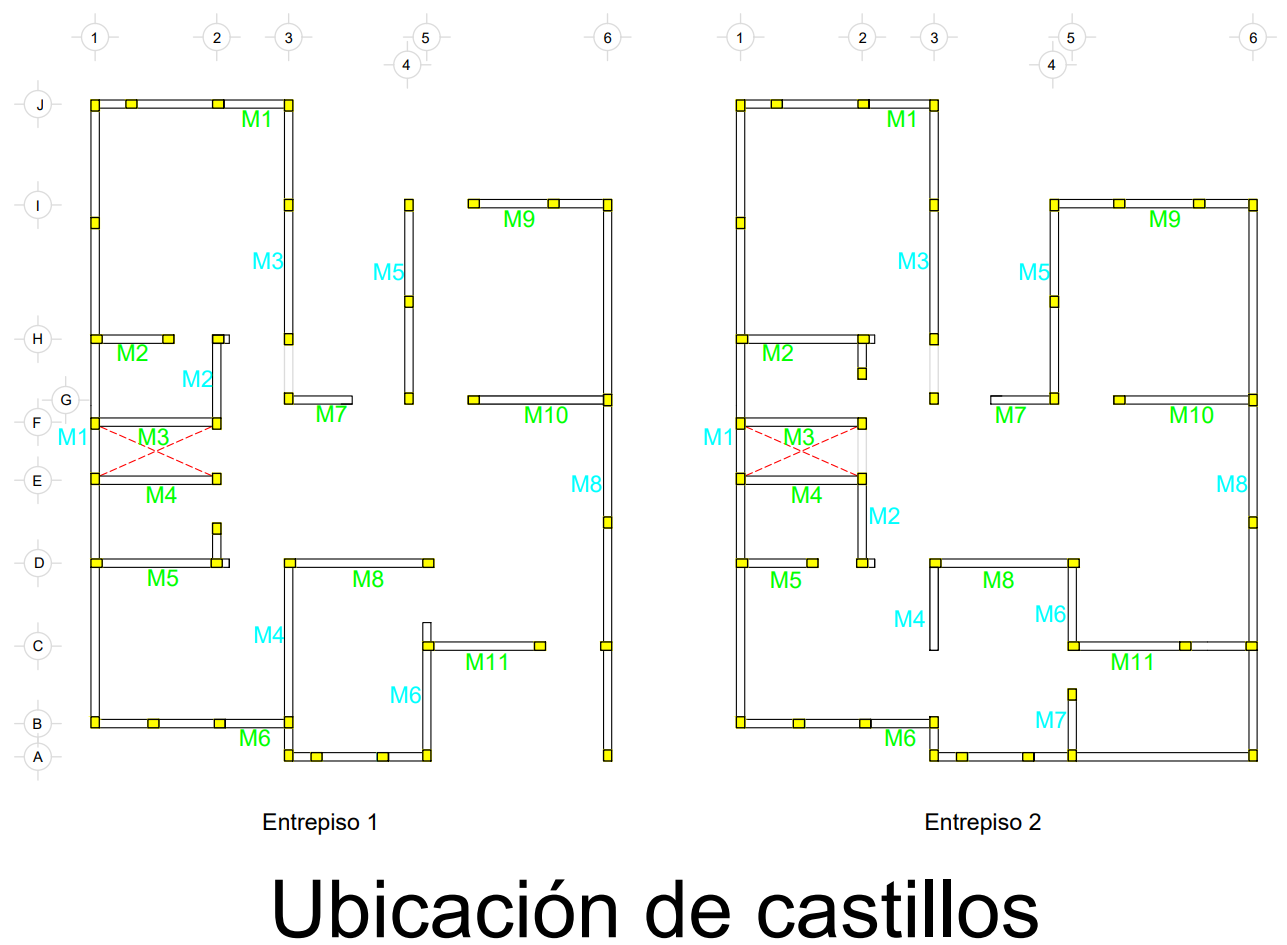 1 2 3 5 6 1 2 3 5 6
4 4
J
M1 M1
I
M9 M9
M3 M5 M3 M5
H
M2 M2
M2
G
M7 M7 M10 M10
F
M1 M3 M1 M3
E
M8 M8
M4 M4
M2
D
M5 M8 M5 M8
M4 M4 M6
C
M11 M11
M6 M7
B
M6 M6
A
Entrepiso 1 Entrepiso 2
Ubicación de castillos